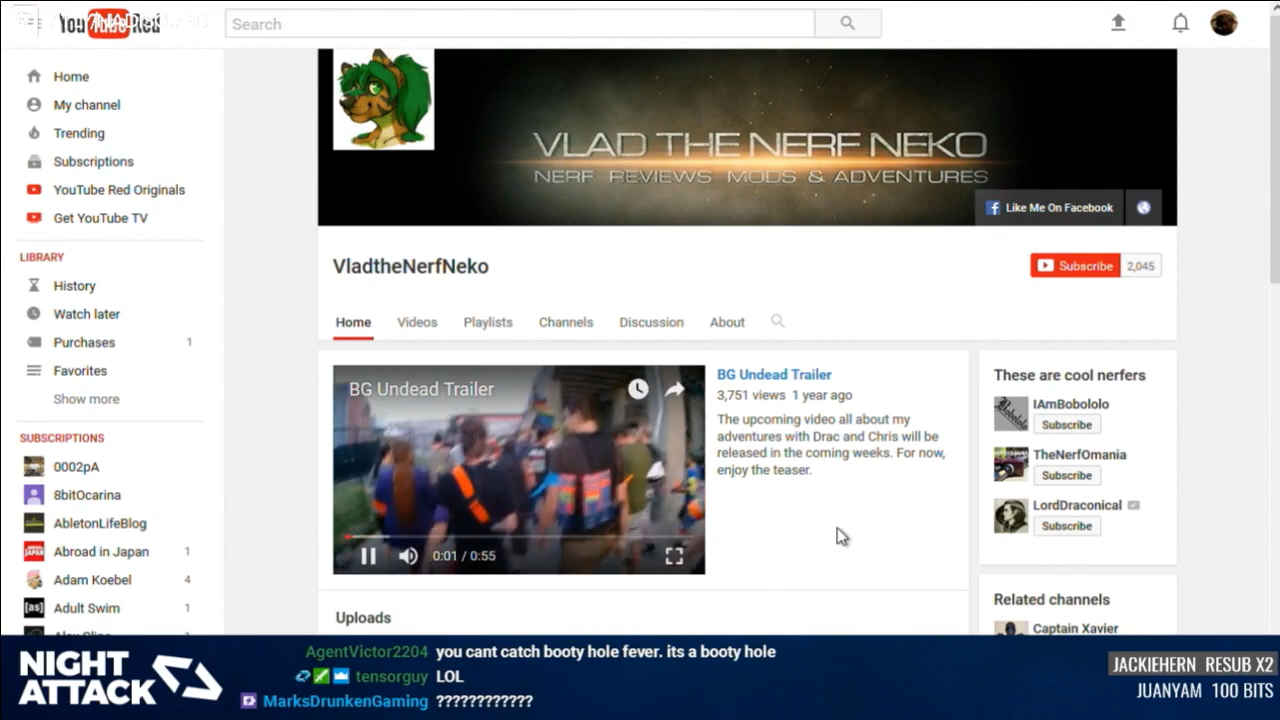 You Red
Search
Home
My channel
Trending
Subscriptions
YouTube Red Originals
Get YouTube TV
LIBRARY
History
Watch later
Purchases 1
Favorites
Show more
SUBSCRIPTIONS
0002pA
8bitOcarina
AbletonLifeBlog
Abroad in Japan 1
Adam Koebel 4
[as] Adult Swim 1
VLAD THE NERF NEKO
NERF REVIEWS MODS & ADVENTURES
Like Me On Facebook
VladtheNerfNeko
Subscribe 2,045
Home Videos Playlists Channels Discussion About
BG Undead Trailer
0:01 / 0:55
BG Undead Trailer
3,751 views 1 year ago
The upcoming video all about my
adventures with Drac and Chris will be
released in the coming weeks. For now,
enjoy the teaser.
Uploads
These are cool nerfers
IAmBobololo
Subscribe
TheNerfOmania
Subscribe
LordDraconical
Subscribe
Related channels
Captain Xavier
NIGHT
ATTACK
AgentVictor2204 you cant catch booty hole fever. its a booty hole
tensorguy LOL
MarksDrunkenGaming ????????????
JACKIEHERN RESUB X2
JUANYAM 100 BITS